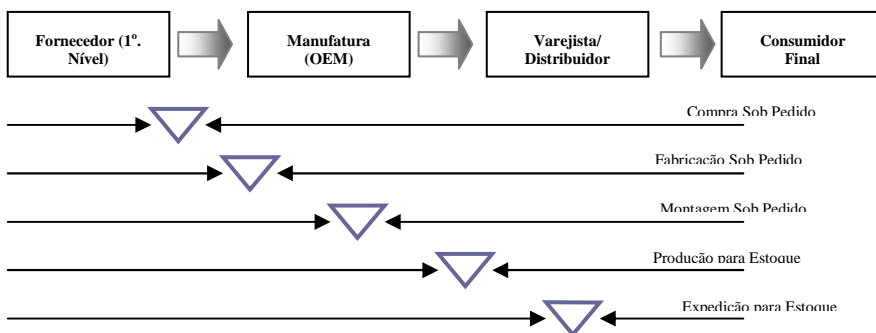 Fornecedor (1º.
Nível)
Manufatura
(OEM)
Varejista/
Distribuidor
Consumidor
Final
Compra Sob Pedido
Fabricação Sob Pedido
Montagem Sob Pedido
Produção para Estoque
Expedição para Estoque